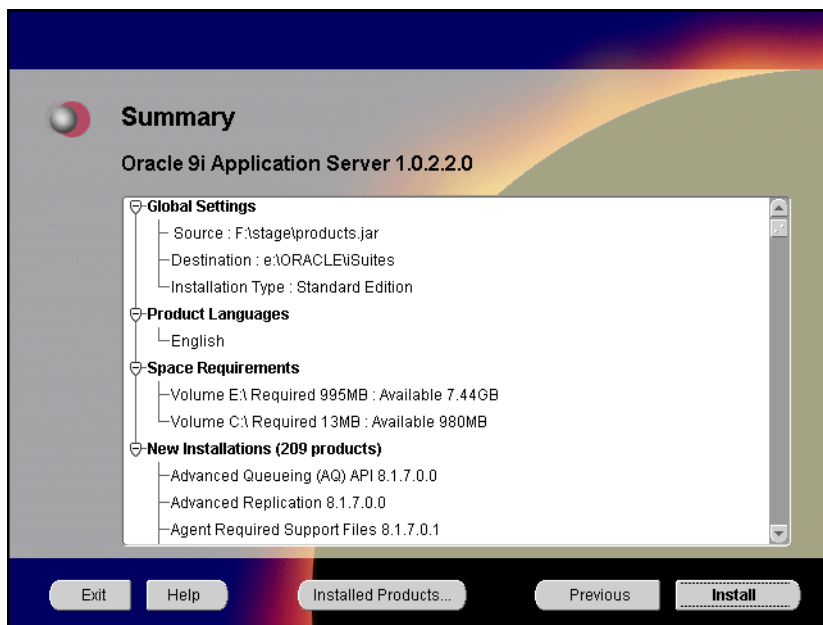 Summary
Oracle 9i Application Server 1.0.2.2.0
Global Settings
Source : F:\stage\products.jar
Destination : e:\ORACLE\iSuites
Installation Type : Standard Edition
Product Languages
English
Space Requirements
Volume E:\ Required 995MB : Available 7.44GB
Volume C:\ Required 13MB : Available 980MB
New Installations (209 products)
Advanced Queueing (AQ) API 8.1.7.0.0
Advanced Replication 8.1.7.0.0
Agent Required Support Files 8.1.7.0.1
Exit Help Installed Products... Previous Install